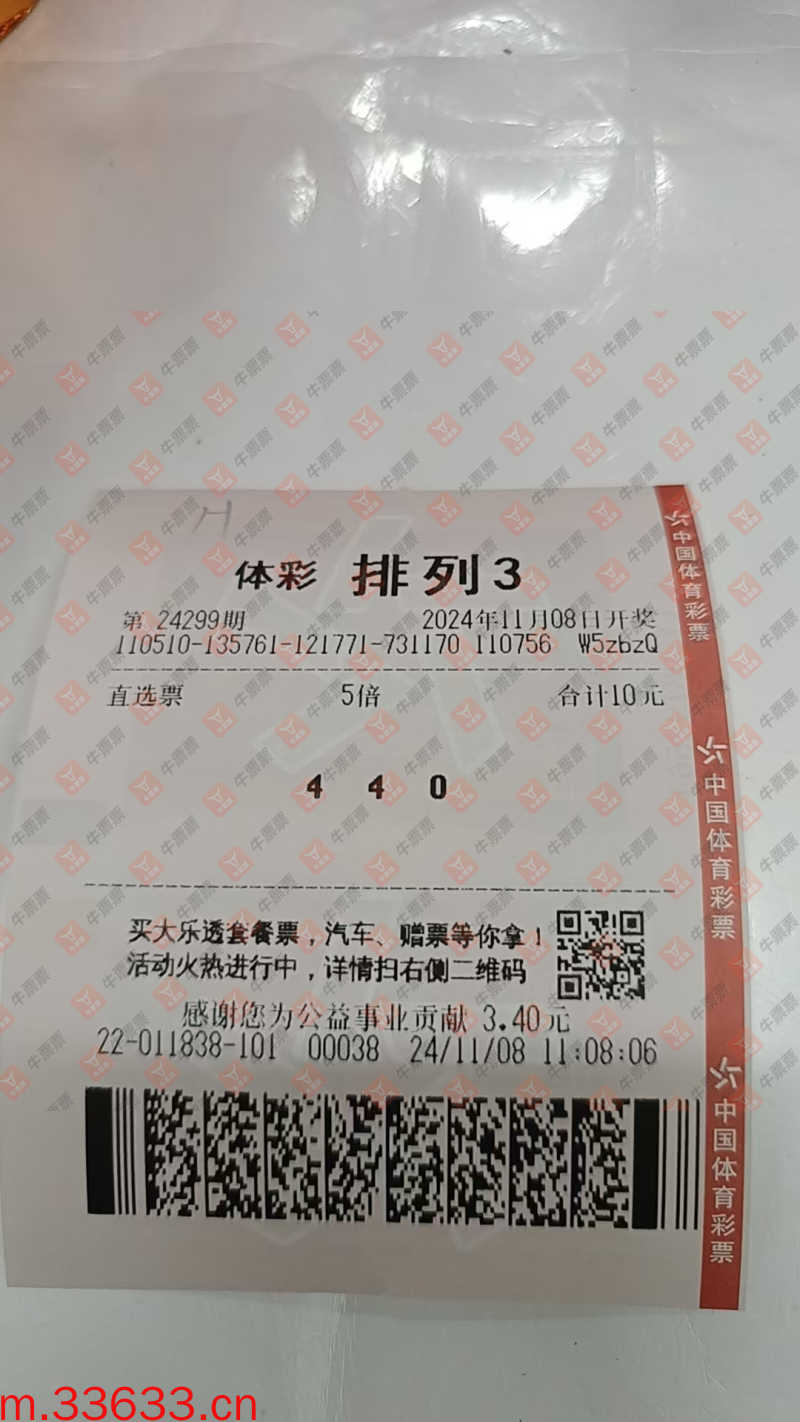 体彩 排列3
第 24299期 2024年11月08日开奖
110510-135761-121771-731170 110756 W5zbzQ
直选票 5倍 合计10元
4 4 0
买大乐透套餐票，汽车、赠票等你拿！
活动火热进行中，详情扫右侧二维码
感谢您为公益事业贡献 3.40元
22-011838-101 00038 24/11/08 11:08:06
中国体育彩票
中国体育彩票
中国体育彩票
牛票票
m.33633.cn